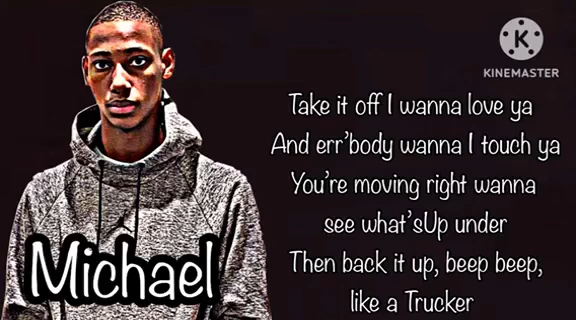 K
KINEMASTER
Take it off I wanna love ya
And err'body wanna I touch ya
You're moving right wanna
see what'sUp under
Then back it up, beep beep,
like a Trucker
Michael